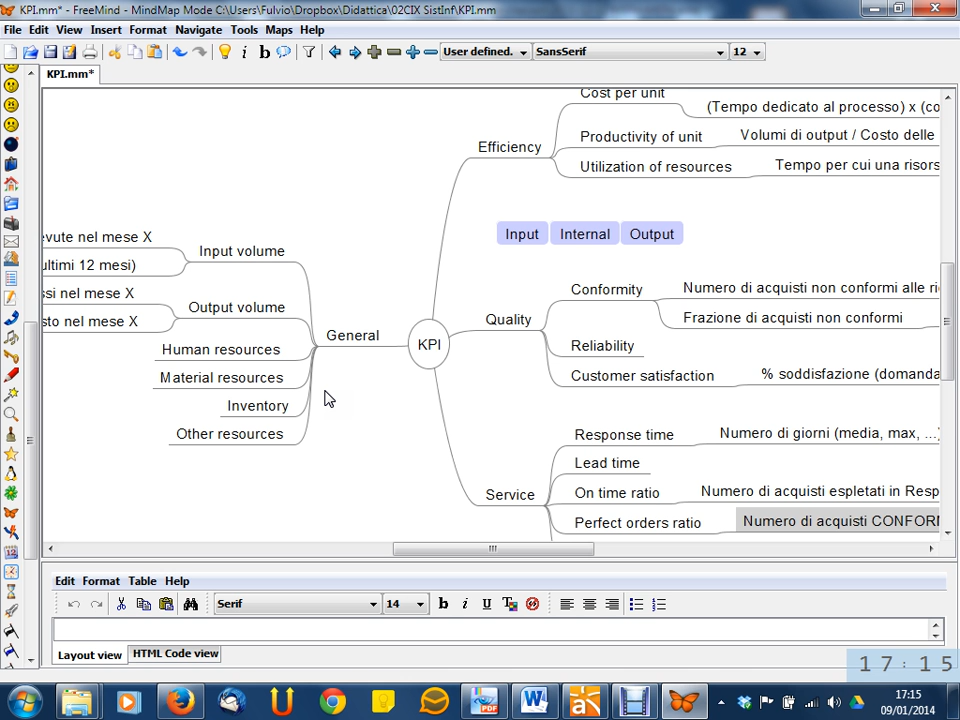 KPI.mm* - FreeMind - MindMap Mode C:\Users\Fulvio\Dropbox\Didattica\02CIX SistInf\KPI.mm
File Edit View Insert Format Navigate Tools Maps Help
User defined. SansSerif 12
KPI.mm*
Cost per unit
(Tempo dedicato al processo) x (co
Efficiency
Productivity of unit
Volumi di output / Costo delle
Utilization of resources
Tempo per cui una risors
Input Internal Output
evute nel mese X
Input volume
ultimi 12 mesi)
ssi nel mese X
Output volume
sto nel mese X
Human resources
Material resources
Inventory
Other resources
General
KPI
Quality
Conformity
Numero di acquisti non conformi alle ri
Frazione di acquisti non conformi
Reliability
Customer satisfaction
% soddisfazione (domanda
Service
Response time
Numero di giorni (media, max, ...)
Lead time
On time ratio
Numero di acquisti espletati in Resp
Perfect orders ratio
Numero di acquisti CONFORM
Edit Format Table Help
Serif 14
Layout view HTML Code view
17:15
17:15
09/01/2014